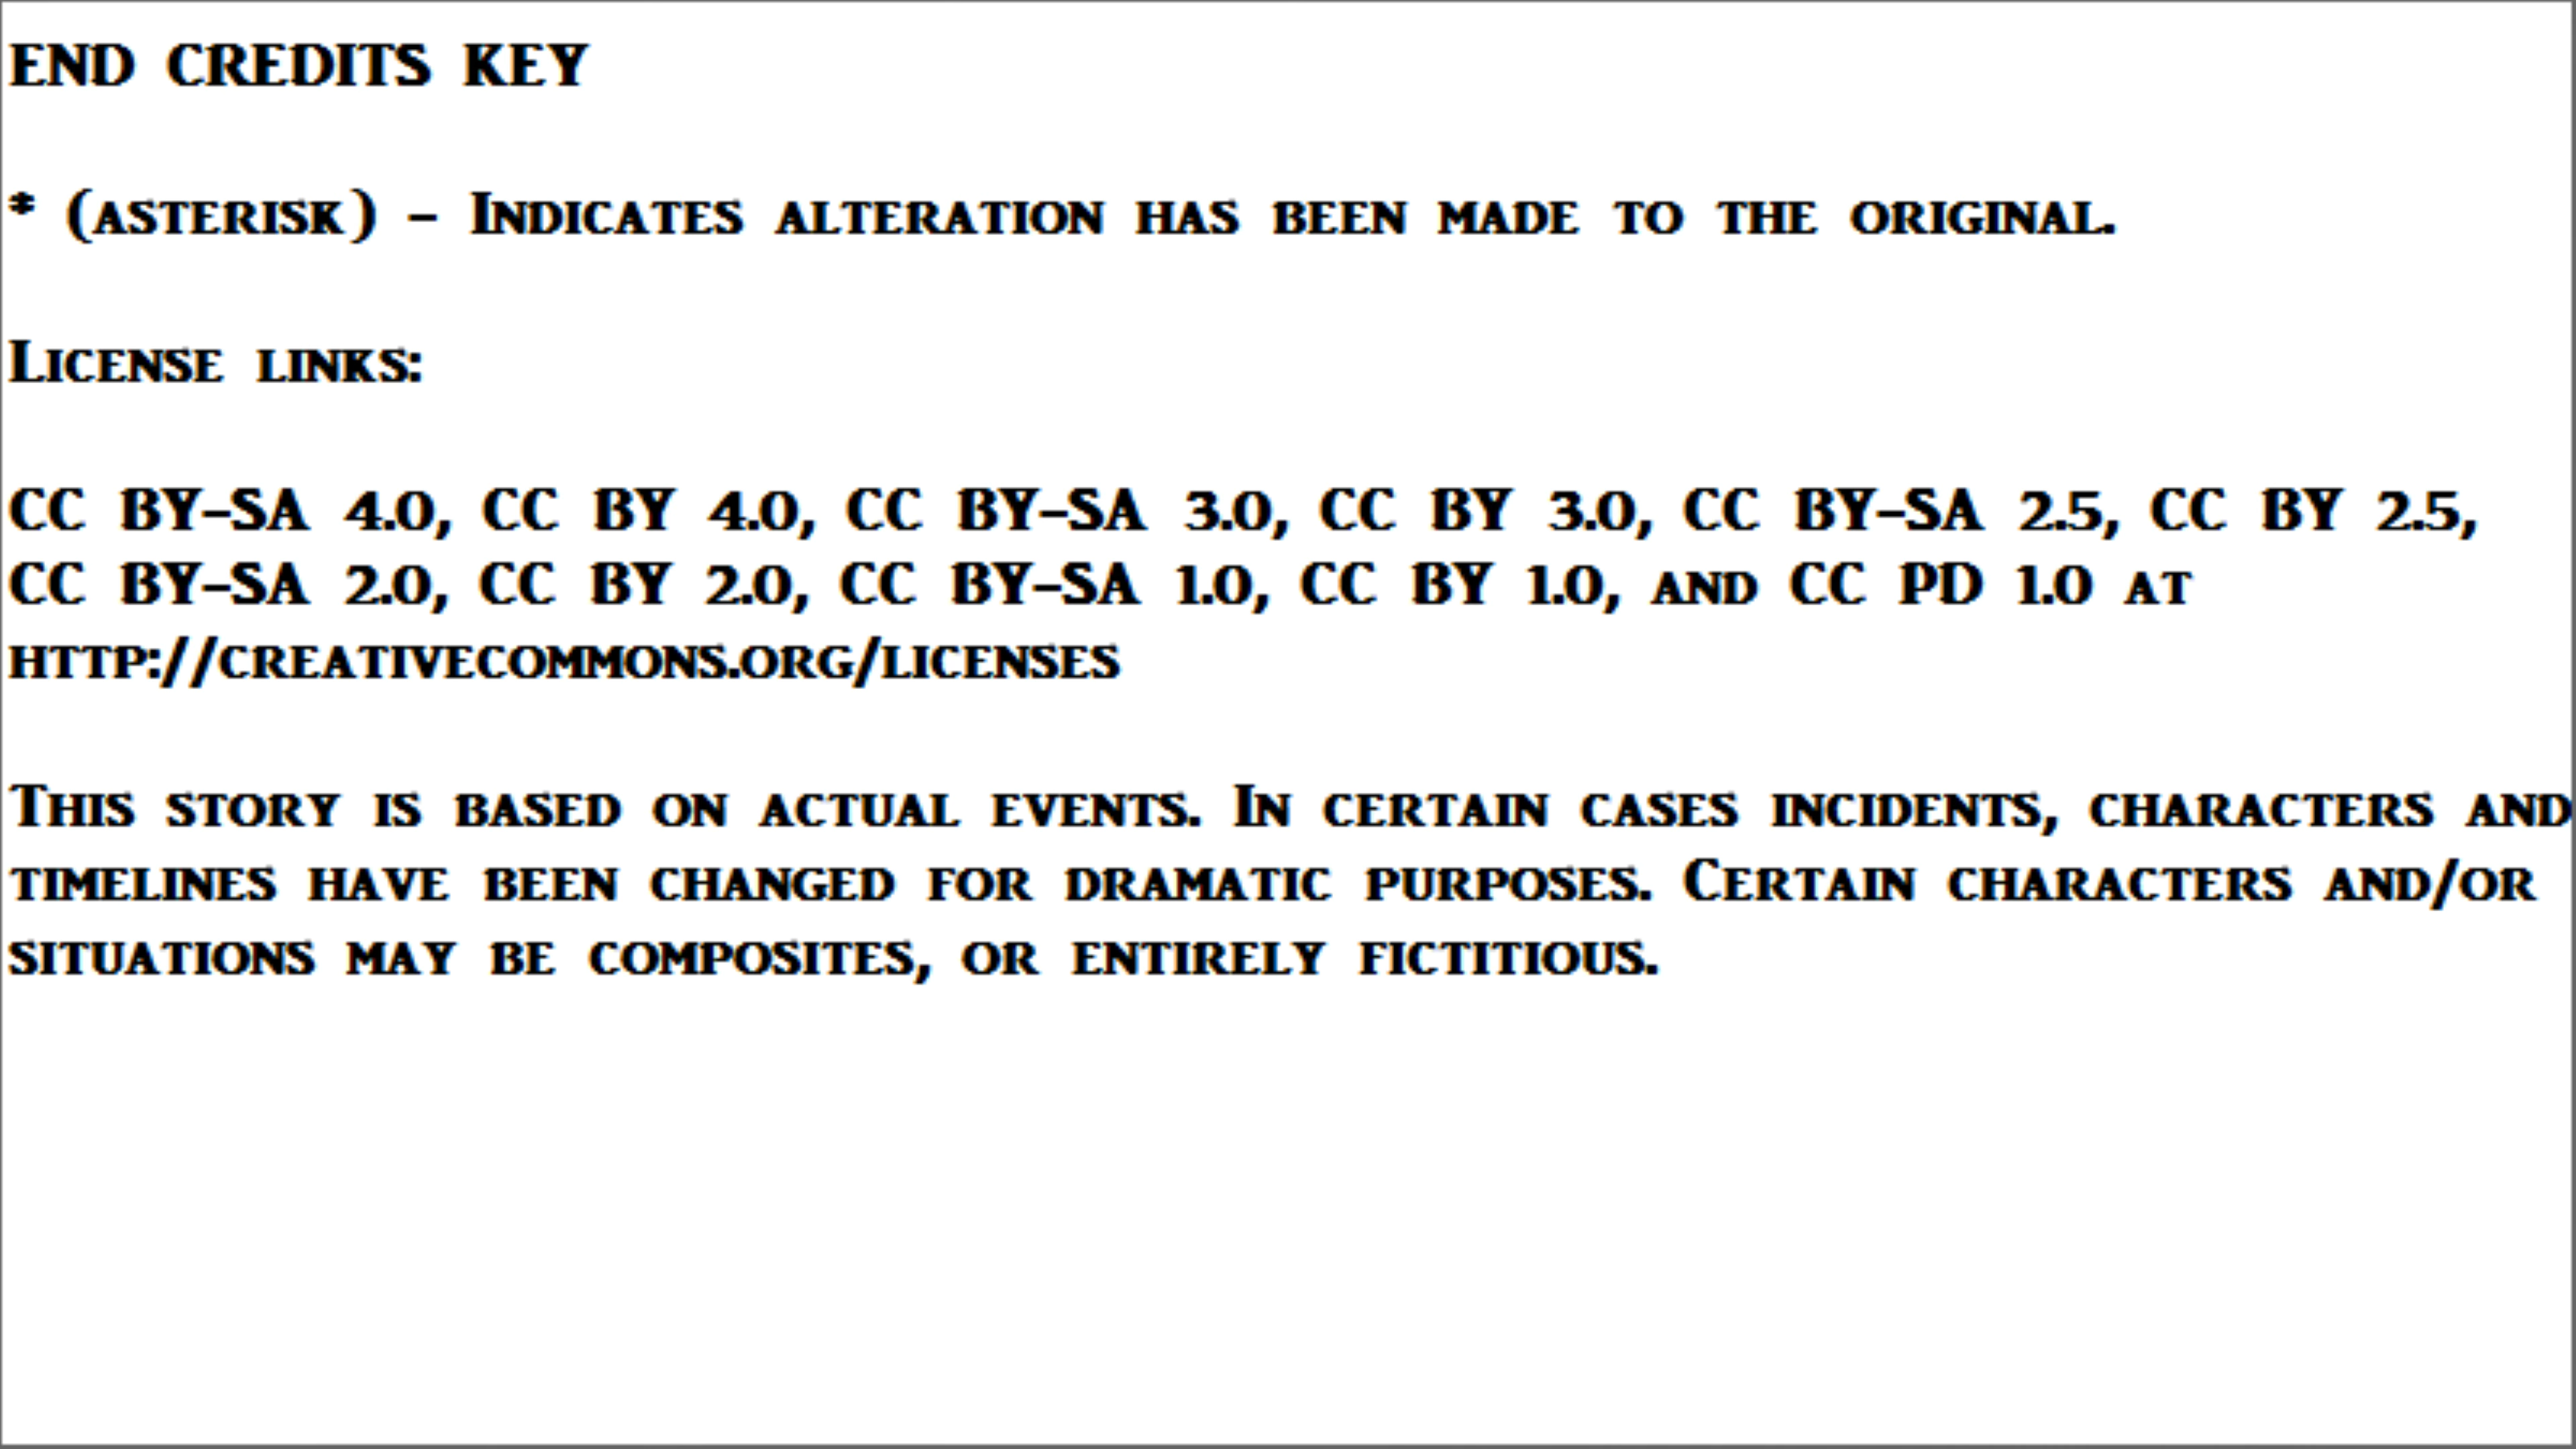 END CREDITS KEY
* (asterisk) – Indicates alteration has been made to the original.
License links:
CC BY-SA 4.0, CC BY 4.0, CC BY-SA 3.0, CC BY 3.0, CC BY-SA 2.5, CC BY 2.5,
CC BY-SA 2.0, CC BY 2.0, CC BY-SA 1.0, CC BY 1.0, and CC PD 1.0 at
http://creativecommons.org/licenses
This story is based on actual events. In certain cases incidents, characters and
timelines have been changed for dramatic purposes. Certain characters and/or
situations may be composites, or entirely fictitious.